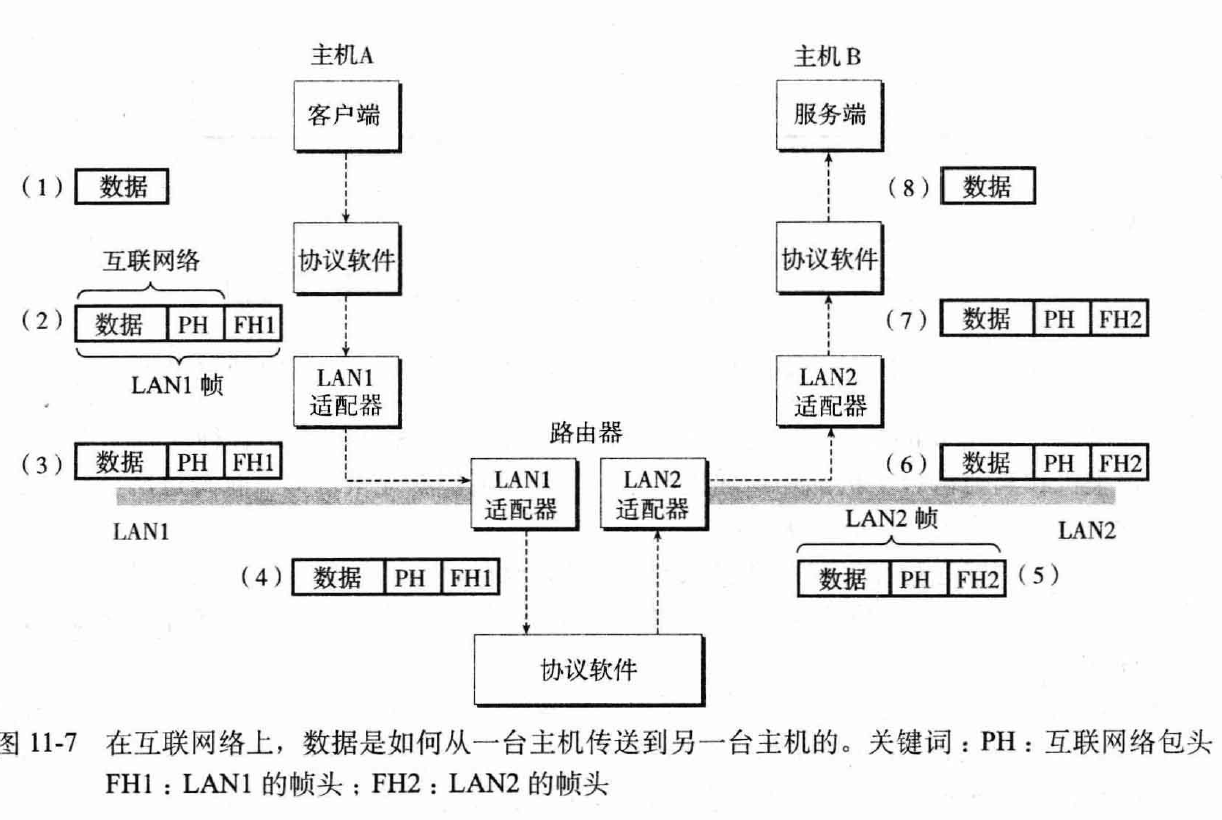 主机A
主机 B
客户端
服务端
(1) 数据
(8) 数据
协议软件
协议软件
互联网络
(2) 数据 PH FH1
(7) 数据 PH FH2
LAN1 帧
LAN1
适配器
LAN2
适配器
路由器
(3) 数据 PH FH1
(6) 数据 PH FH2
LAN1
适配器
LAN2
适配器
LAN1
LAN2 帧
LAN2
(4) 数据 PH FH1
数据 PH FH2 (5)
协议软件
图 11-7 在互联网络上，数据是如何从一台主机传送到另一台主机的。关键词：PH：互联网络包头
FH1：LAN1 的帧头；FH2：LAN2 的帧头